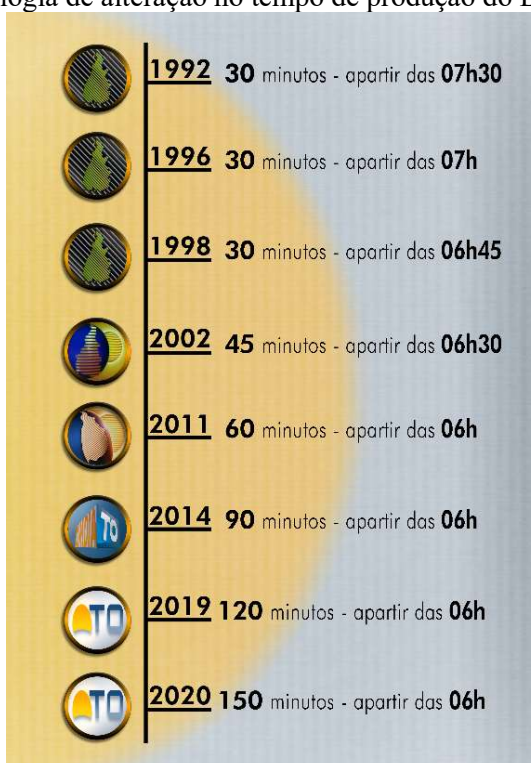 logia de alteração no tempo de produção do
1992 30 minutos - apartir das 07h30
1996 30 minutos - apartir das 07h
1998 30 minutos - apartir das 06h45
2002 45 minutos - apartir das 06h30
2011 60 minutos - apartir das 06h
2014 90 minutos - apartir das 06h
TO
2019 120 minutos - apartir das 06h
TO
2020 150 minutos - apartir das 06h
TO